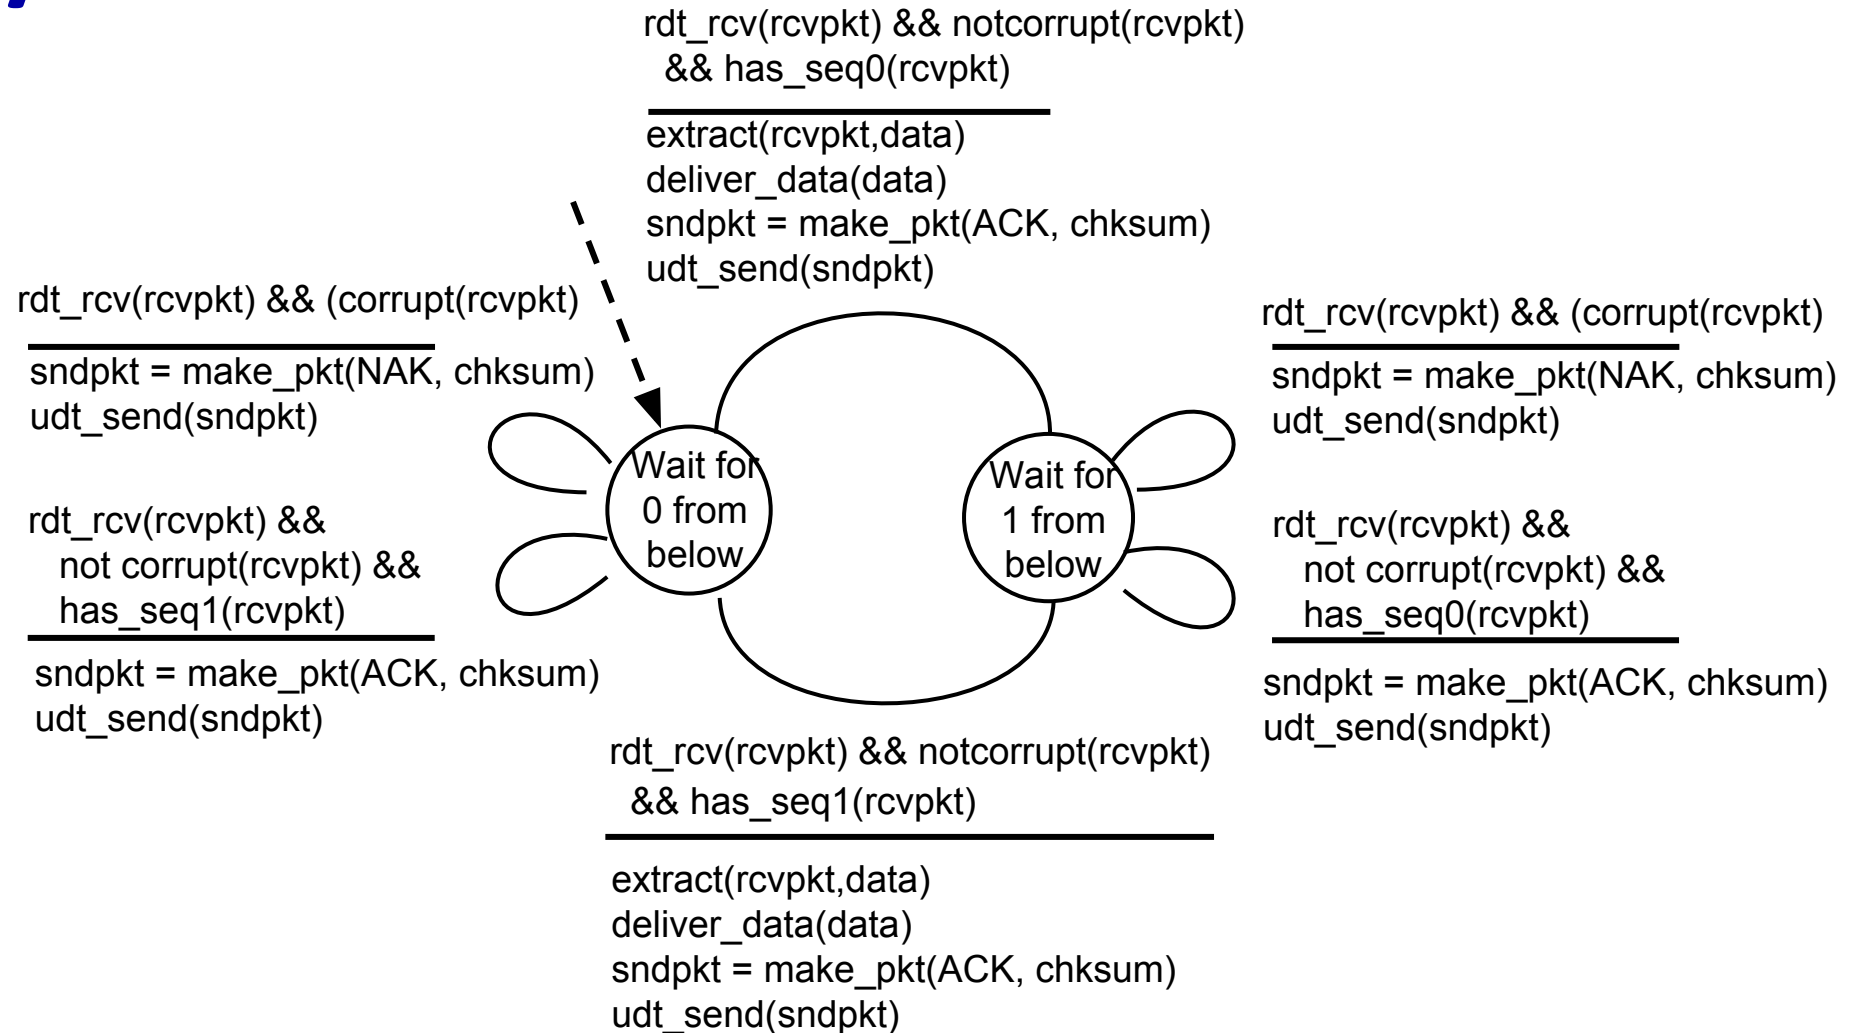 rdt_rcv(rcvpkt) && notcorrupt(rcvpkt)
&& has_seq0(rcvpkt)
extract(rcvpkt,data)
deliver_data(data)
sndpkt = make_pkt(ACK, chksum)
udt_send(sndpkt)
rdt_rcv(rcvpkt) && (corrupt(rcvpkt)
sndpkt = make_pkt(NAK, chksum)
udt_send(sndpkt)
rdt_rcv(rcvpkt) &&
not corrupt(rcvpkt) &&
has_seq1(rcvpkt)
sndpkt = make_pkt(ACK, chksum)
udt_send(sndpkt)
Wait for
0 from
below
Wait for
1 from
below
rdt_rcv(rcvpkt) && (corrupt(rcvpkt)
sndpkt = make_pkt(NAK, chksum)
udt_send(sndpkt)
rdt_rcv(rcvpkt) &&
not corrupt(rcvpkt) &&
has_seq0(rcvpkt)
sndpkt = make_pkt(ACK, chksum)
udt_send(sndpkt)
rdt_rcv(rcvpkt) && notcorrupt(rcvpkt)
&& has_seq1(rcvpkt)
extract(rcvpkt,data)
deliver_data(data)
sndpkt = make_pkt(ACK, chksum)
udt_send(sndpkt)